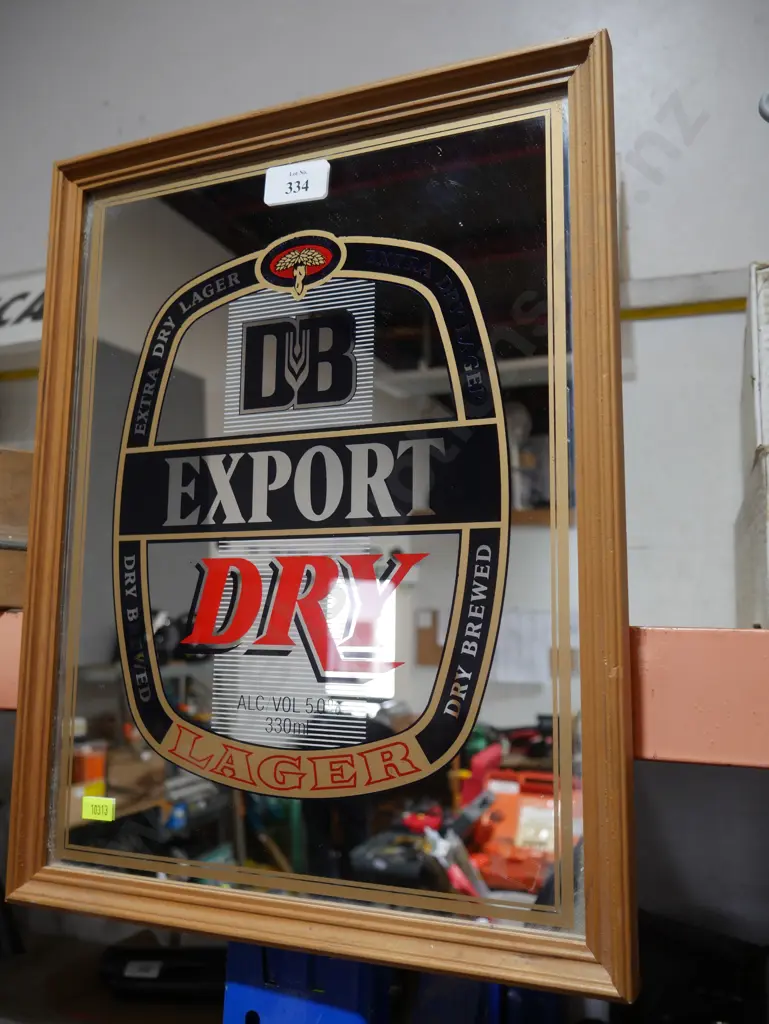 Lot No.
334
EXTRA DRY LAGER
EXTRA DRY LAGER
DB
EXPORT
DRY
DRY BREWED
DRY BREWED
ALC. VOL 5.0%
330ml
LAGER
10313